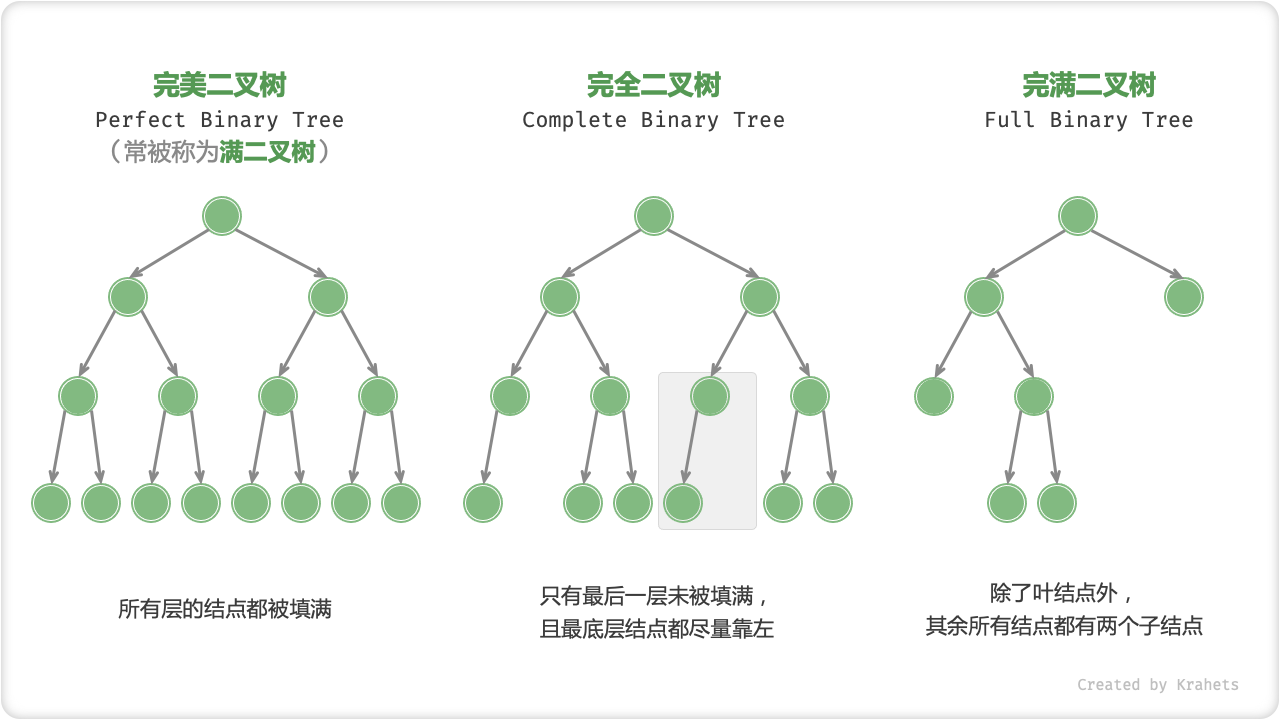 完美二叉树
Perfect Binary Tree
（常被称为满二叉树）
所有层的结点都被填满
完全二叉树
Complete Binary Tree
只有最后一层未被填满，
且最底层结点都尽量靠左
完满二叉树
Full Binary Tree
除了叶结点外，
其余所有结点都有两个子结点
Created by Krahets